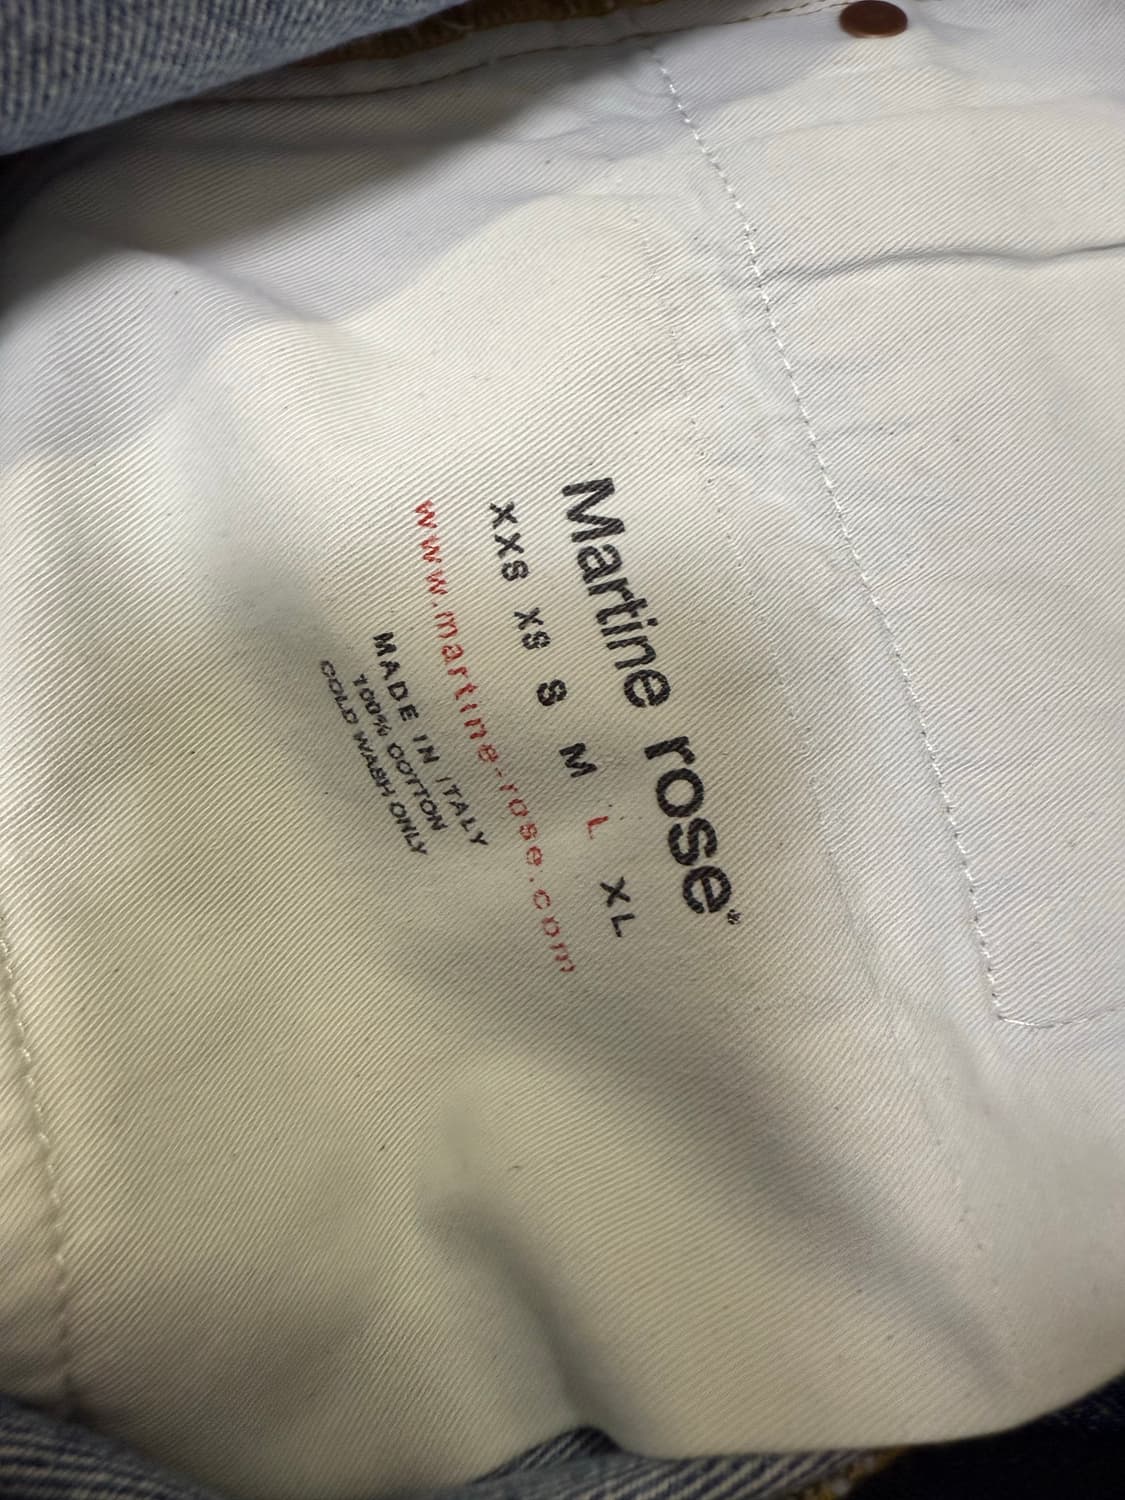 Martine rose
XXS XS S M L XL
www.martine-rose.com
MADE IN ITALY
100% COTTON
COLD WASH ONLY